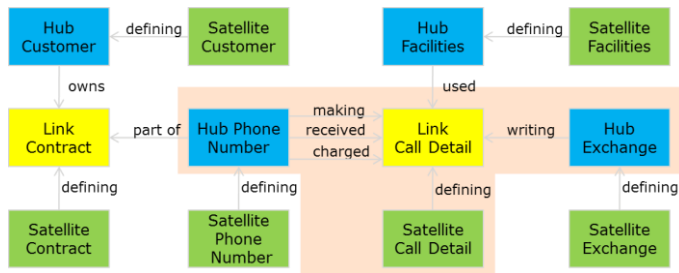 Hub
Customer
defining
Satellite
Customer
Hub
Facilities
defining
Satellite
Facilities
owns
used
Link
Contract
part of
Hub Phone
Number
making
received
charged
Link
Call Detail
writing
Hub
Exchange
defining
defining
defining
defining
Satellite
Contract
Satellite
Phone
Number
Satellite
Call Detail
Satellite
Exchange